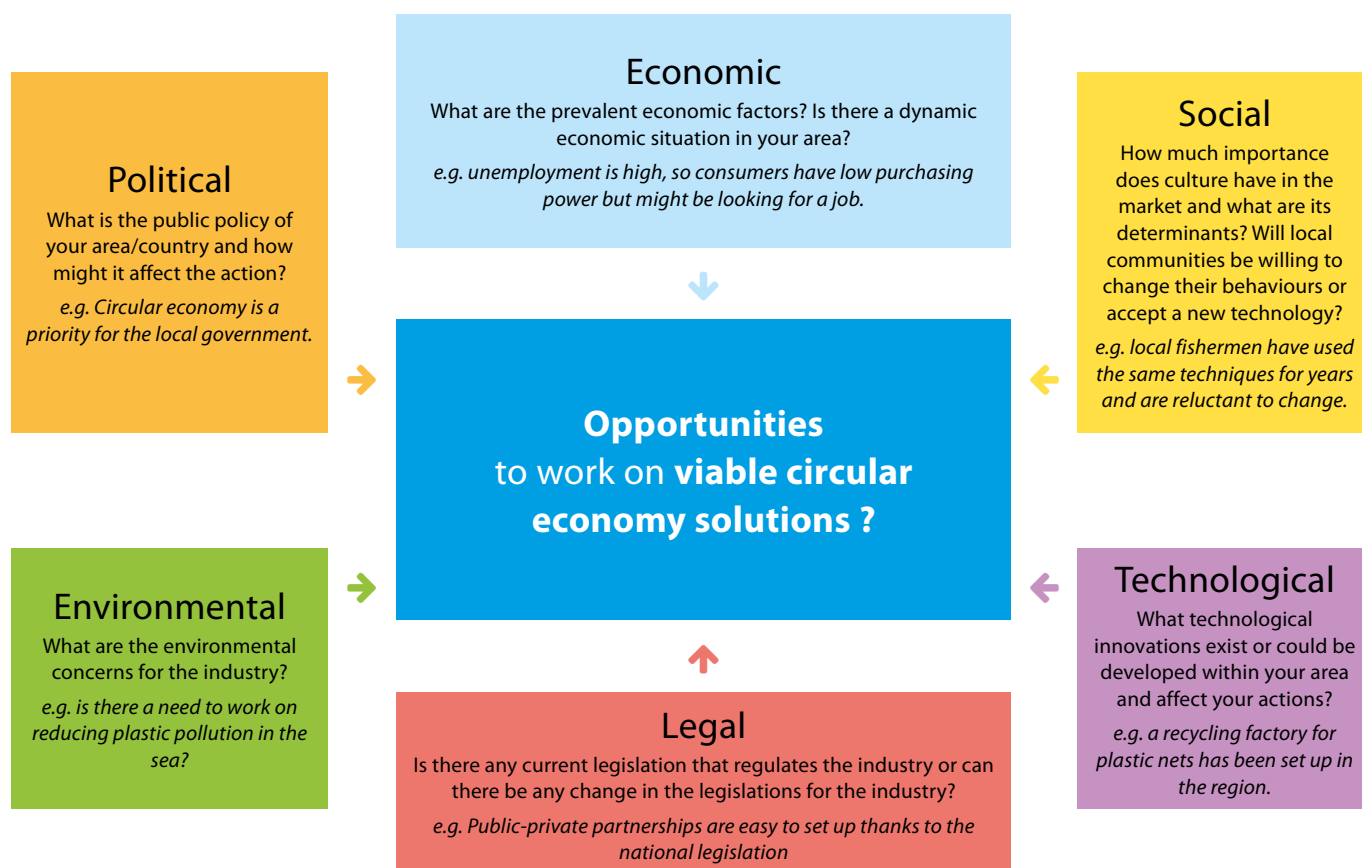 Economic
What are the prevalent economic factors? Is there a dynamic
economic situation in your area?
e.g. unemployment is high, so consumers have low purchasing
power but might be looking for a job.
Political
What is the public policy of
your area/country and how
might it affect the action?
e.g. Circular economy is a
priority for the local government.
Social
How much importance
does culture have in the
market and what are its
determinants? Will local
communities be willing to
change their behaviours or
accept a new technology?
e.g. local fishermen have used
the same techniques for years
and are reluctant to change.
Opportunities
to work on viable circular
economy solutions ?
Environmental
What are the environmental
concerns for the industry?
e.g. is there a need to work on
reducing plastic pollution in the
sea?
Technological
What technological
innovations exist or could be
developed within your area
and affect your actions?
e.g. a recycling factory for
plastic nets has been set up in
the region.
Legal
Is there any current legislation that regulates the industry or can
there be any change in the legislations for the industry?
e.g. Public-private partnerships are easy to set up thanks to the
national legislation